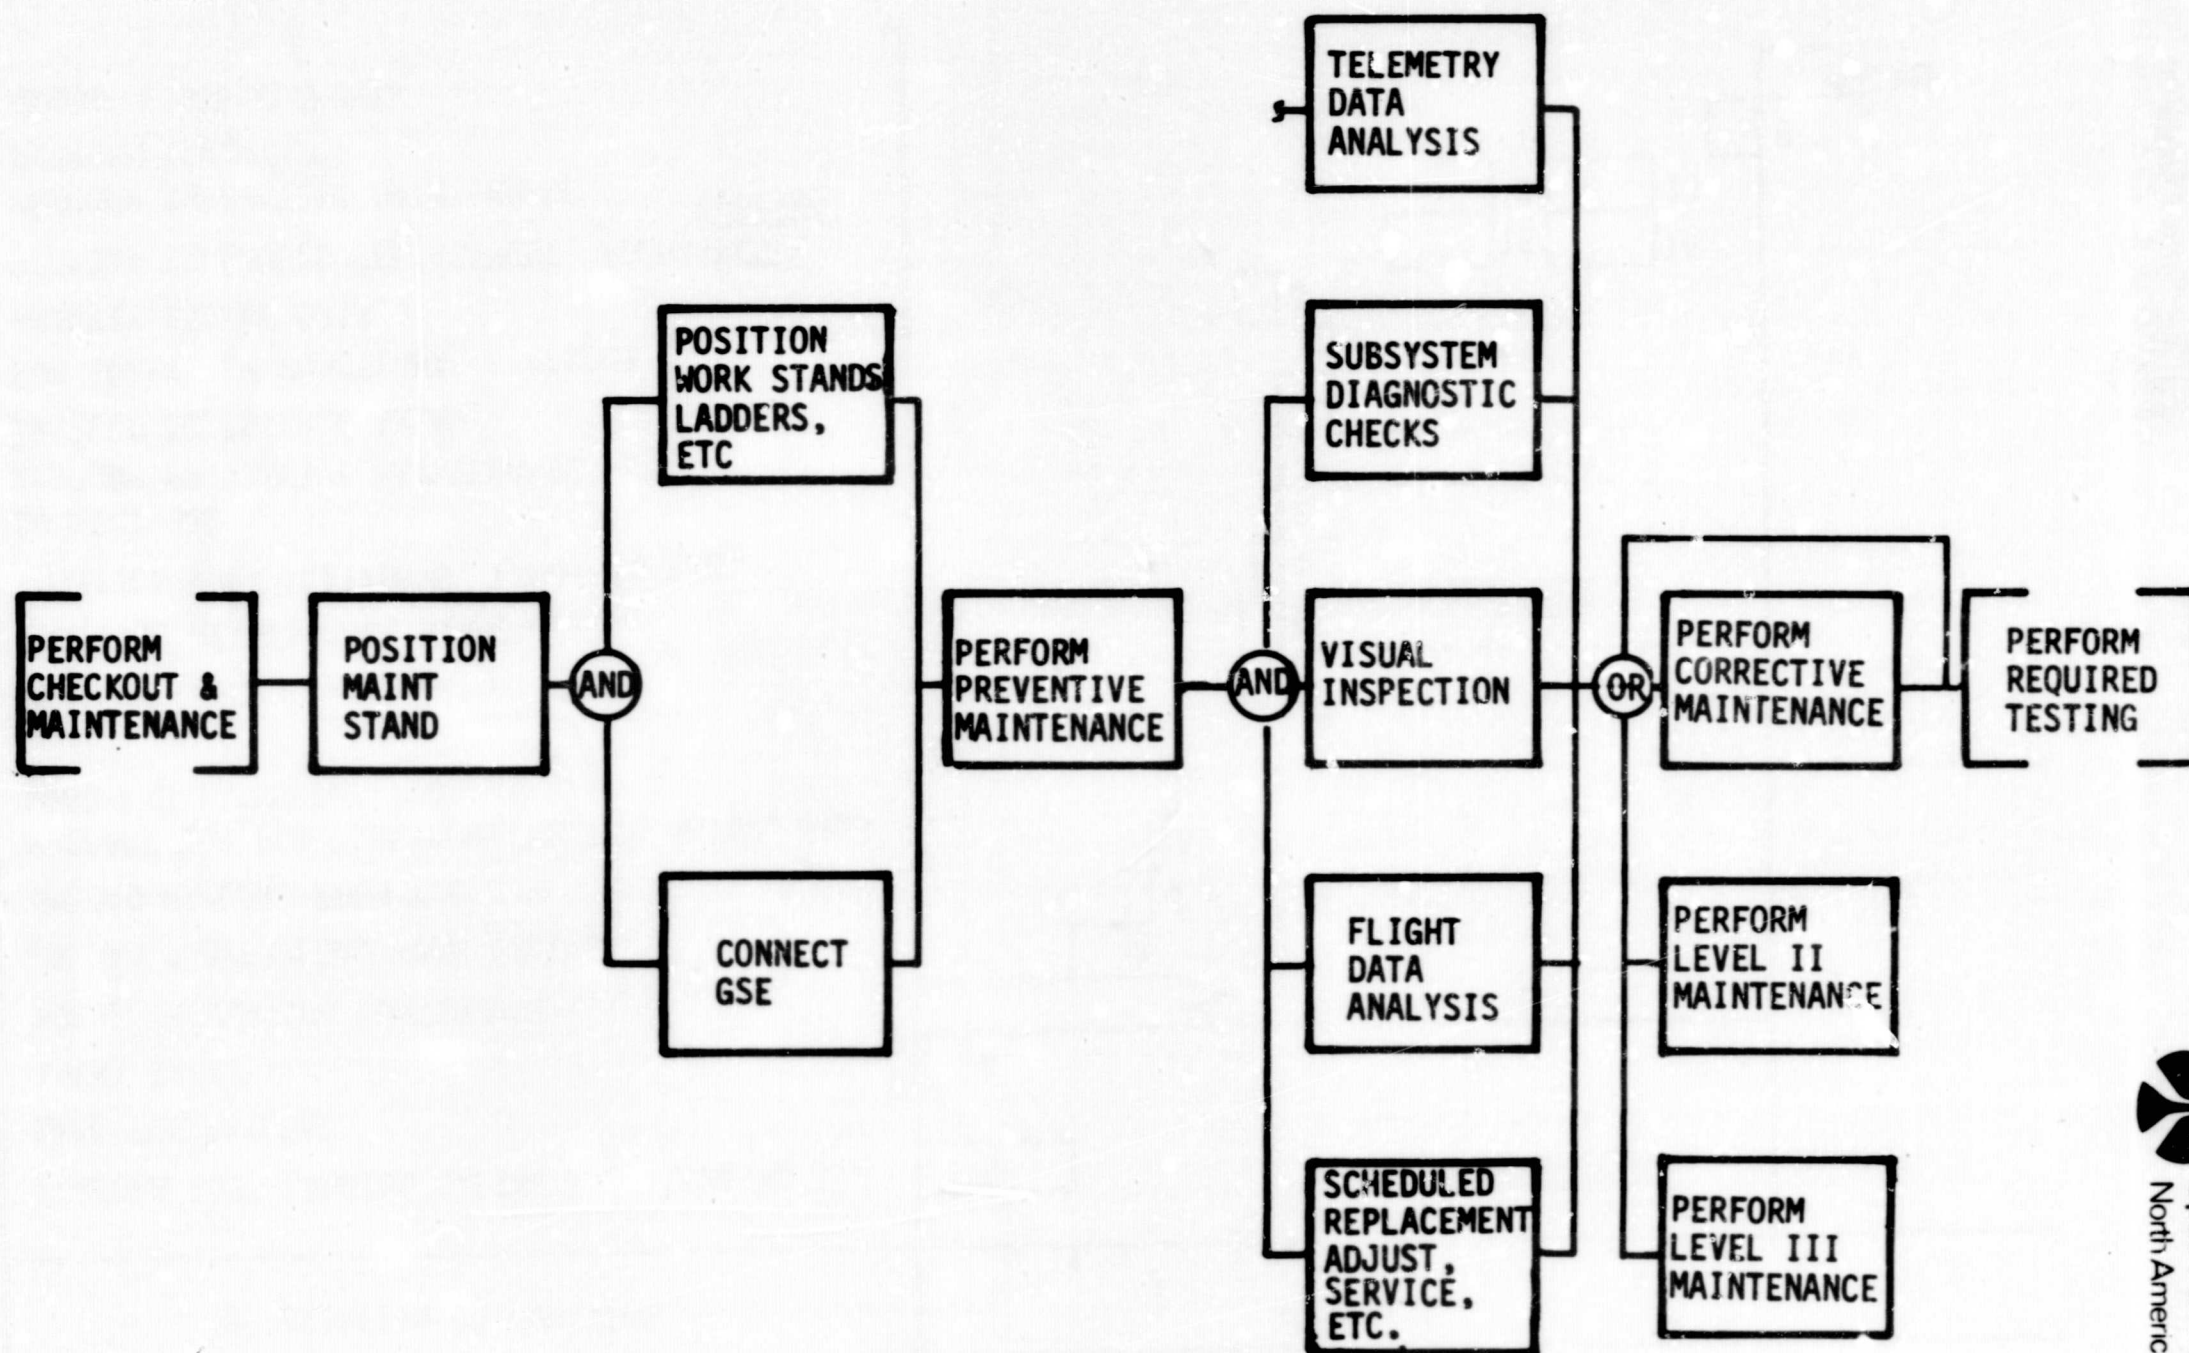 TELEMETRY
DATA
ANALYSIS
POSITION
WORK STANDS
LADDERS,
ETC
SUBSYSTEM
DIAGNOSTIC
CHECKS
PERFORM
CHECKOUT &
MAINTENANCE
POSITION
MAINT
STAND
AND
PERFORM
PREVENTIVE
MAINTENANCE
AND
VISUAL
INSPECTION
OR
PERFORM
CORRECTIVE
MAINTENANCE
PERFORM
REQUIRED
TESTING
CONNECT
GSE
FLIGHT
DATA
ANALYSIS
PERFORM
LEVEL II
MAINTENANCE
SCHEDULED
REPLACEMENT
ADJUST,
SERVICE,
ETC.
PERFORM
LEVEL III
MAINTENANCE
North Americ